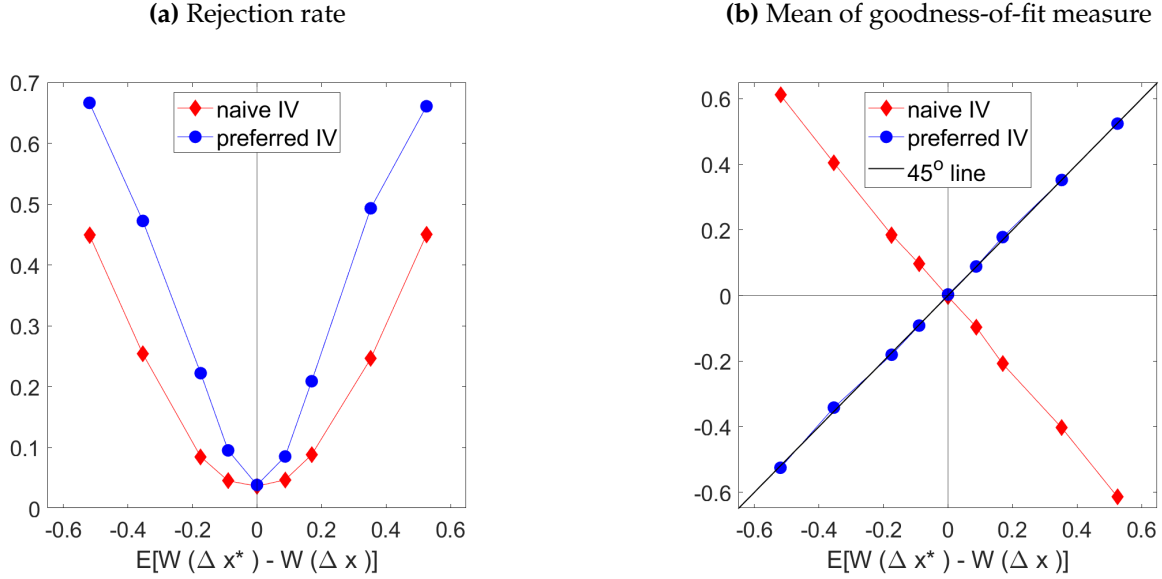 (a) Rejection rate
0.7
0.6
0.5
0.4
0.3
0.2
0.1
0
-0.6 -0.4 -0.2 0 0.2 0.4 0.6
naive IV
preferred IV
E[W (Δ x* ) - W (Δ x )]
(b) Mean of goodness-of-fit measure
0.6
0.4
0.2
0
-0.2
-0.4
-0.6
-0.6 -0.4 -0.2 0 0.2 0.4 0.6
naive IV
preferred IV
45° line
E[W (Δ x* ) - W (Δ x )]